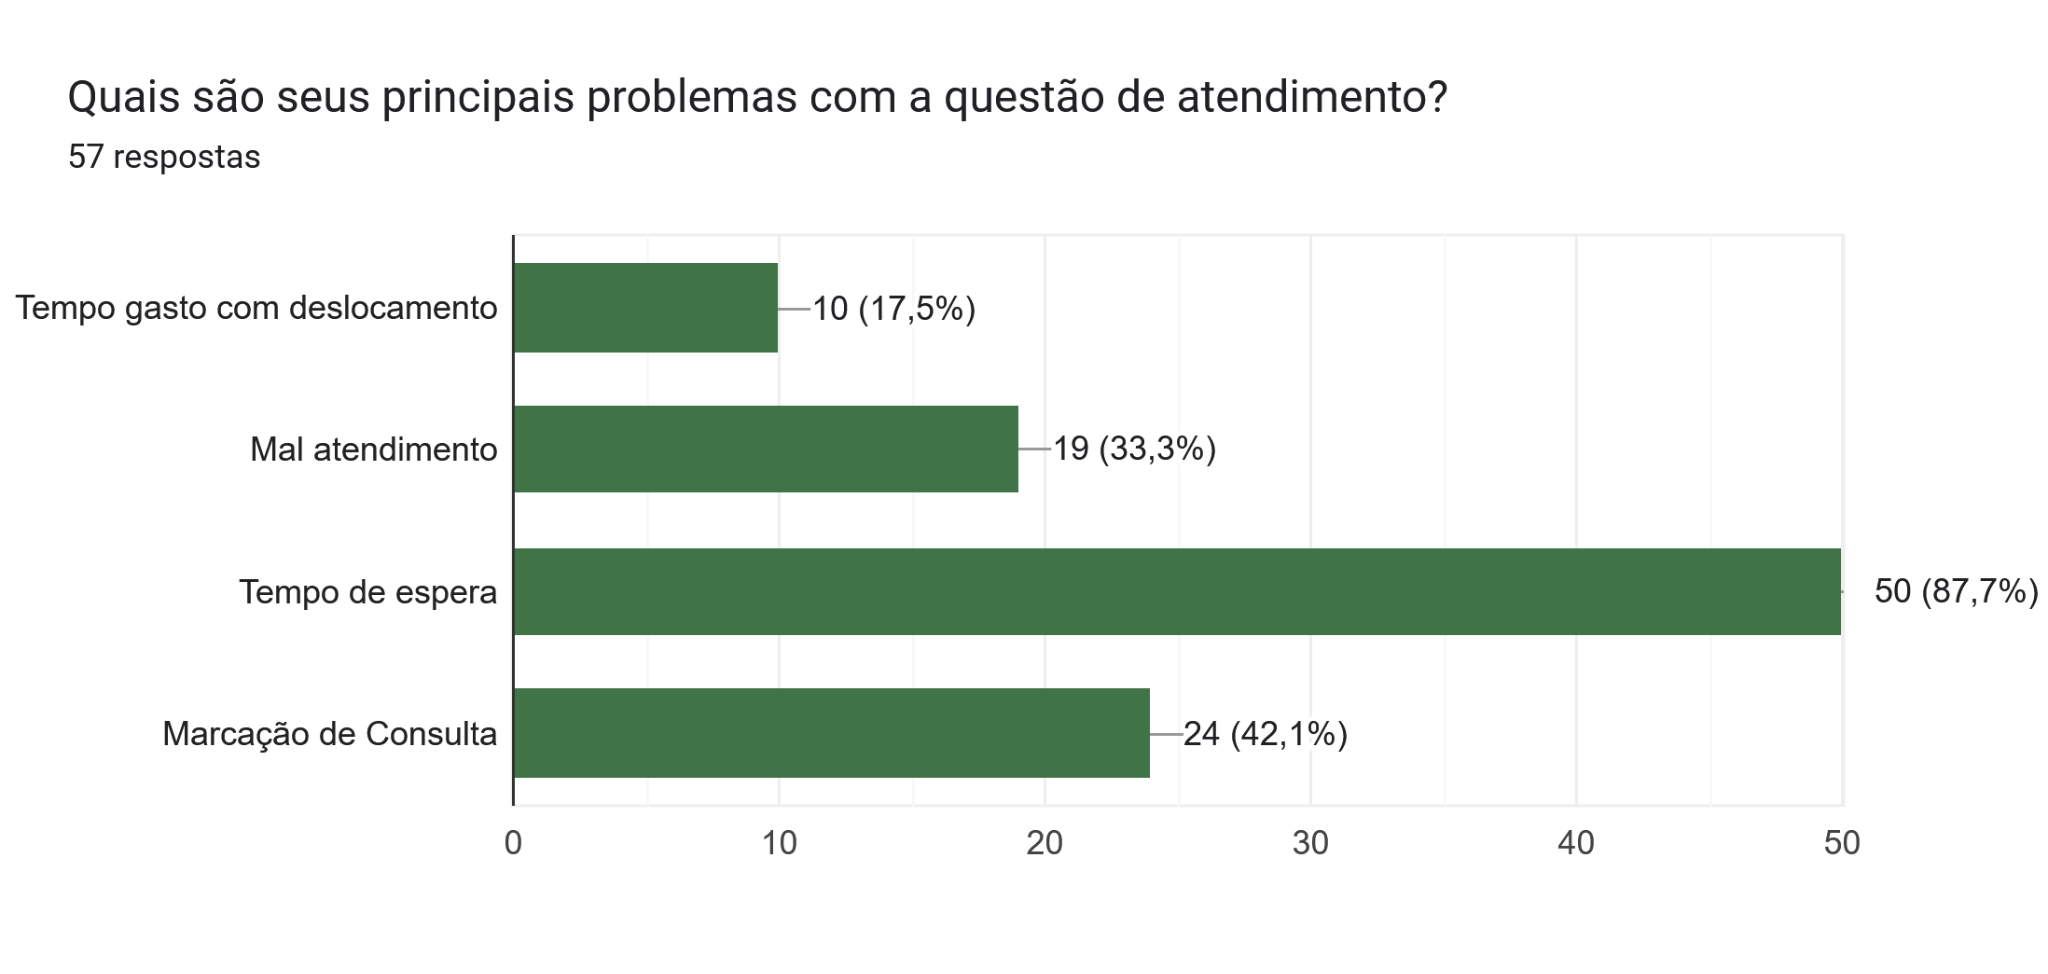 Quais são seus principais problemas com a questão de atendimento?
57 respostas
Tempo gasto com deslocamento
10 (17,5%)
Mal atendimento
19 (33,3%)
Tempo de espera
50 (87,7%)
Marcação de Consulta
24 (42,1%)
0 10 20 30 40 50